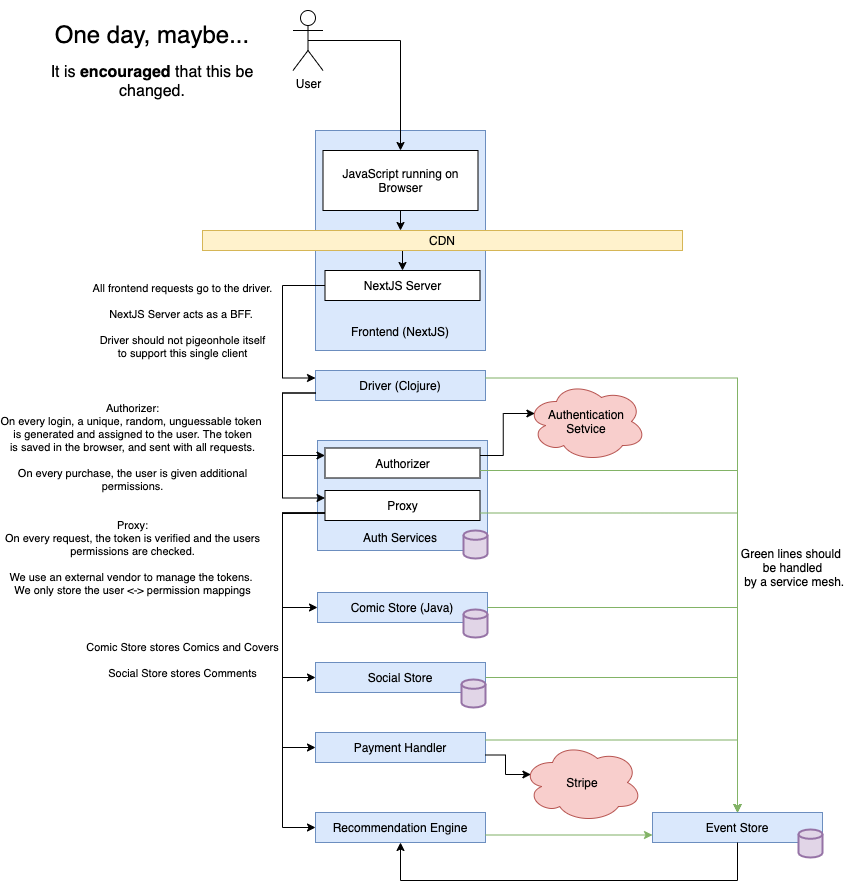 One day, maybe...
It is encouraged that this be
changed.
User
JavaScript running on
Browser
CDN
NextJS Server
Frontend (NextJS)
All frontend requests go to the driver.
NextJS Server acts as a BFF.
Driver should not pigeonhole itself
to support this single client
Driver (Clojure)
Authorizer:
On every login, a unique, random, unguessable token
is generated and assigned to the user. The token
is saved in the browser, and sent with all requests.
On every purchase, the user is given additional
permissions.
Authentication
Setvice
Authorizer
Proxy
Auth Services
Proxy:
On every request, the token is verified and the users
permissions are checked.
We use an external vendor to manage the tokens.
We only store the user <-> permission mappings
Green lines should
be handled
by a service mesh.
Comic Store (Java)
Comic Store stores Comics and Covers
Social Store stores Comments
Social Store
Payment Handler
Stripe
Recommendation Engine
Event Store